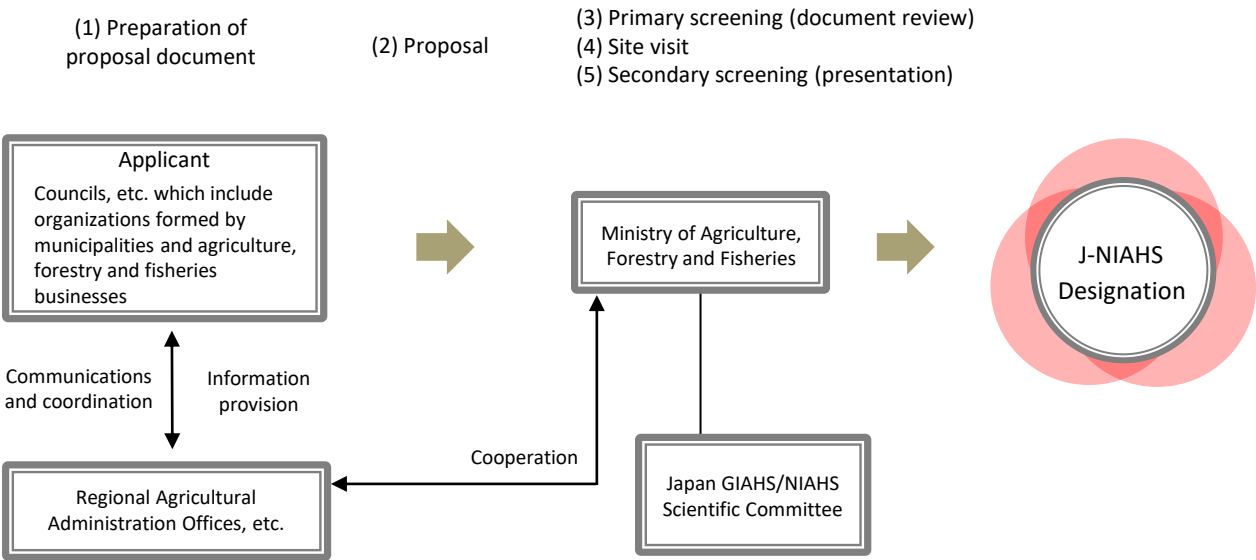 (1) Preparation of
proposal document
(2) Proposal
(3) Primary screening (document review)
(4) Site visit
(5) Secondary screening (presentation)
Applicant
Councils, etc. which include
organizations formed by
municipalities and agriculture,
forestry and fisheries
businesses
Ministry of Agriculture,
Forestry and Fisheries
J-NIAHS
Designation
Communications
and coordination
Information
provision
Cooperation
Regional Agricultural
Administration Offices, etc.
Japan GIAHS/NIAHS
Scientific Committee